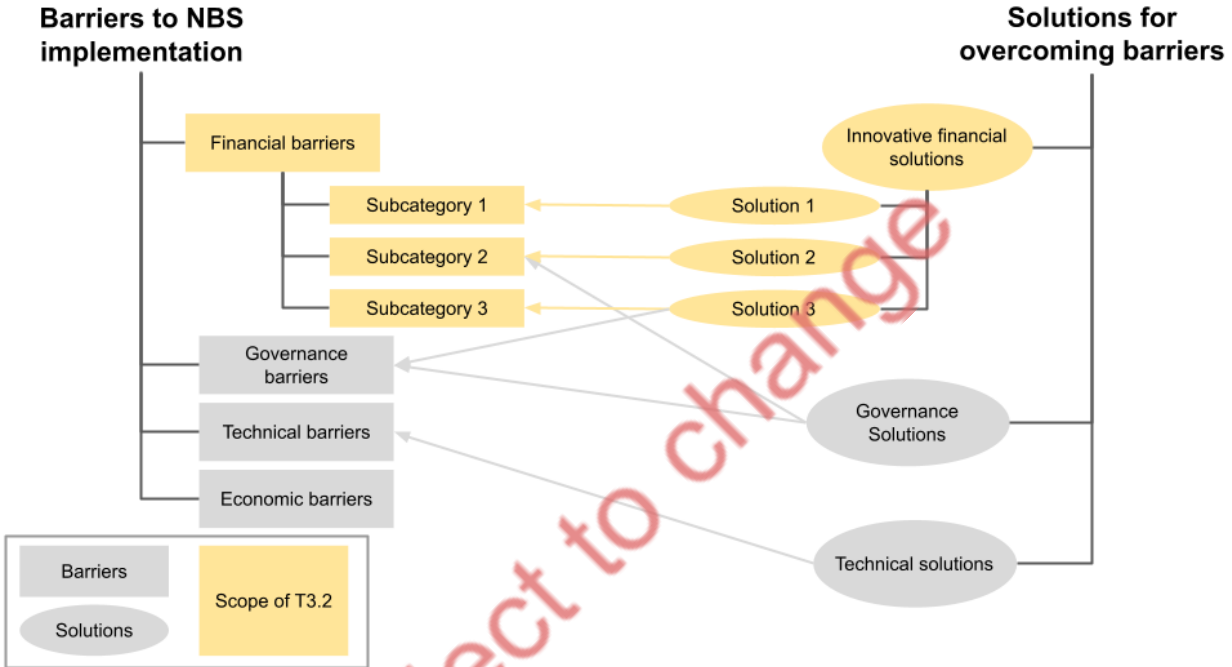 Barriers to NBS
implementation
Solutions for
overcoming barriers
Financial barriers
Innovative financial
solutions
Subcategory 1
Solution 1
Subcategory 2
Solution 2
Subcategory 3
Solution 3
Governance
barriers
Governance
Solutions
Technical barriers
Economic barriers
Technical solutions
Barriers
Solutions
Scope of T3.2
to change